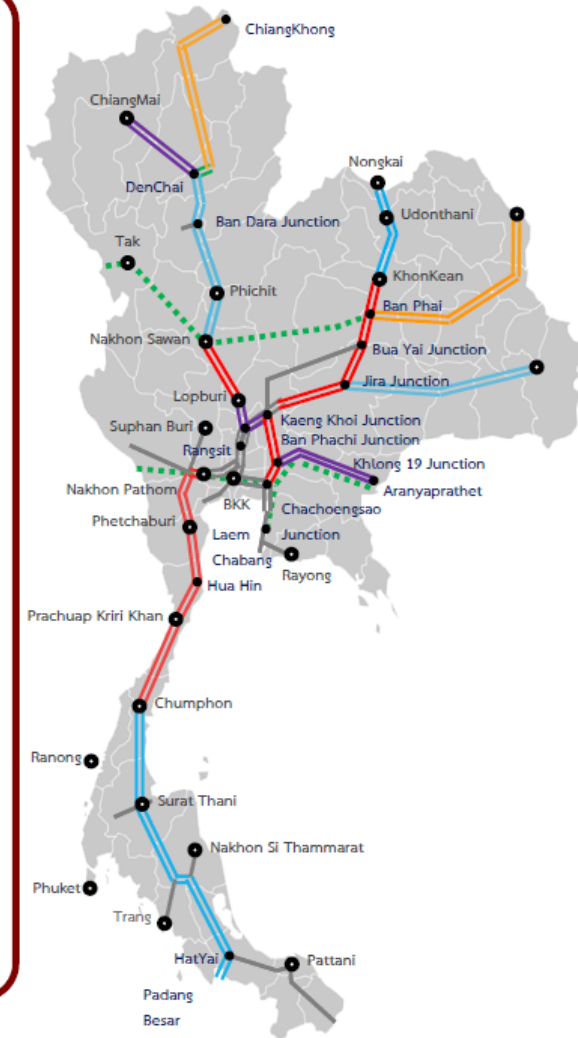 ChiangKhong
ChiangMai
Nongkai
DenChai
Udonthani
Ban Dara Junction
Tak
KhonKean
Phichit
Ban Phai
Nakhon Sawan
Bua Yai Junction
Jira Junction
Lopburi
Kaeng Khoi Junction
Suphan Buri
Ban Phachi Junction
Rangsit
Khlong 19 Junction
Nakhon Pathom
Aranyaprathet
BKK
Chachoengsao
Phetchaburi
Laem
Junction
Chabang
Rayong
Hua Hin
Prachuap Kriri Khan
Chumphon
Ranong
Surat Thani
Nakhon Si Thammarat
Phuket
Trang
HatYai
Pattani
Padang
Besar